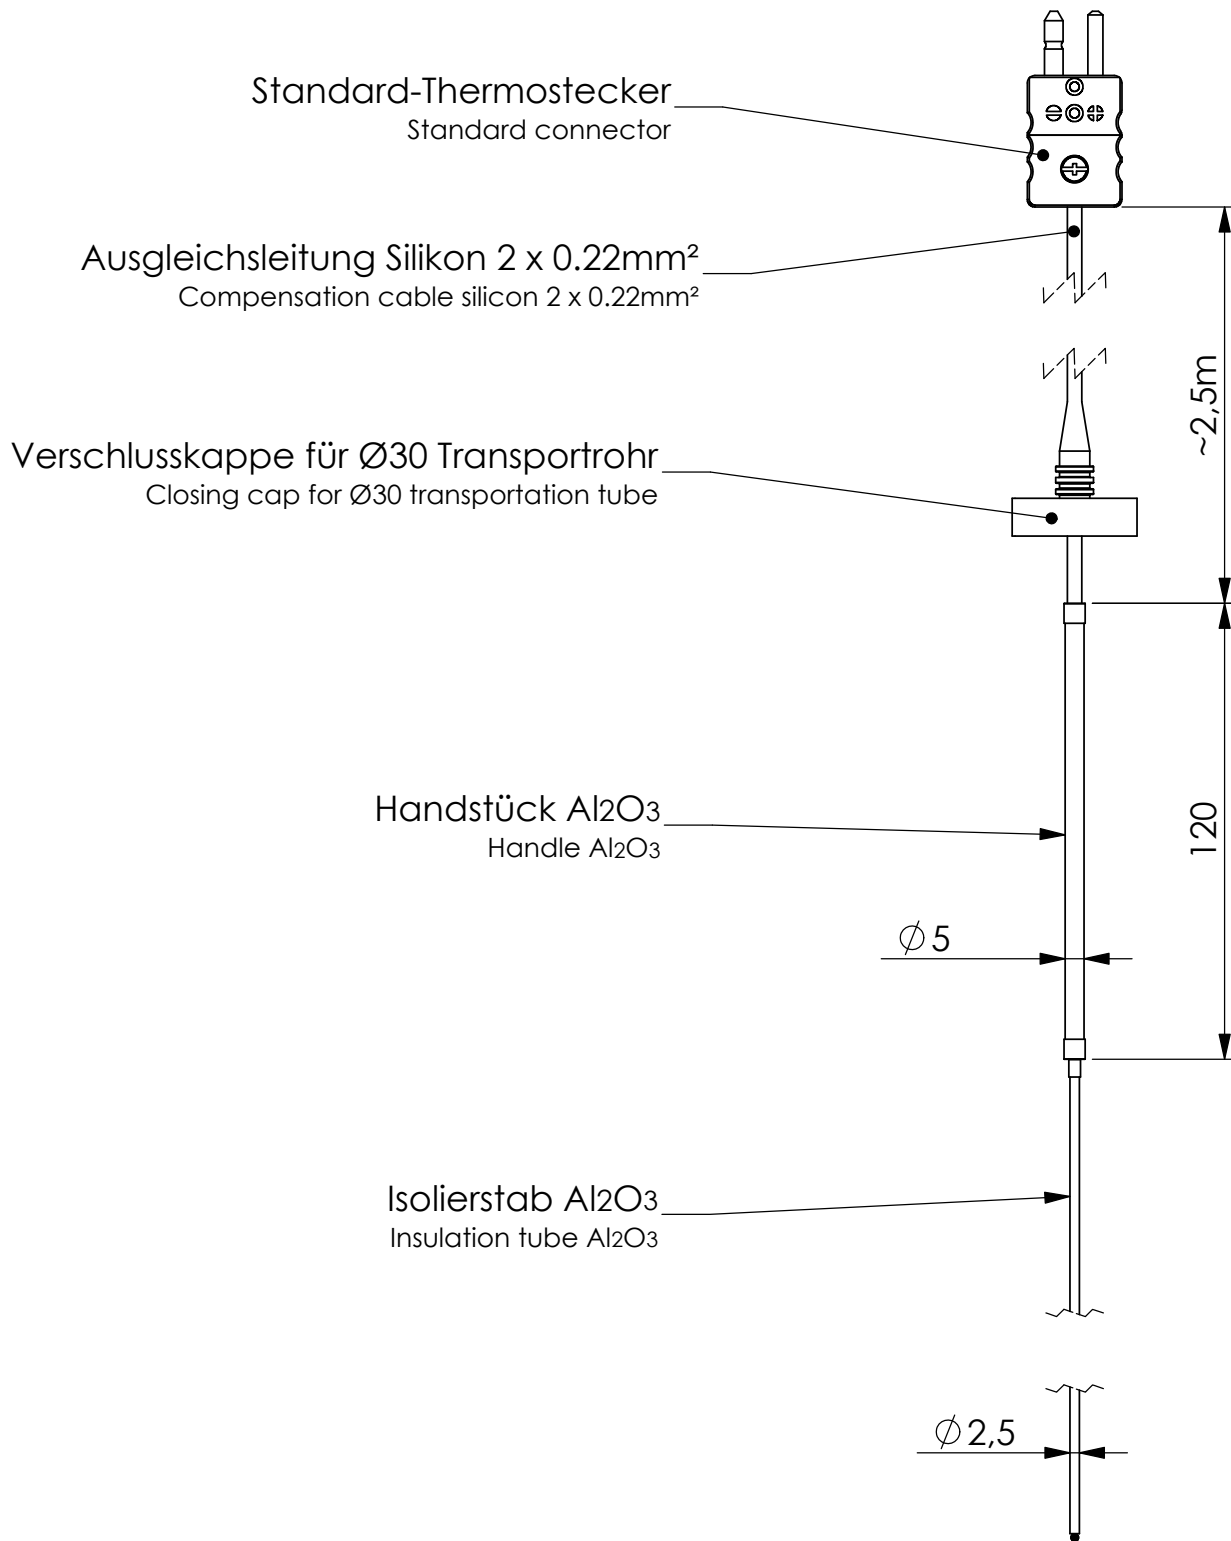 Standard-Thermostecker
Standard connector
Ausgleichsleitung Silikon 2 x 0.22mm²
Compensation cable silicon 2 x 0.22mm²
~2,5m
Verschlusskappe für Ø30 Transportrohr
Closing cap for Ø30 transportation tube
Handstück Al2O3
Handle Al2O3
120
∅5
Isolierstab Al2O3
Insulation tube Al2O3
∅2,5